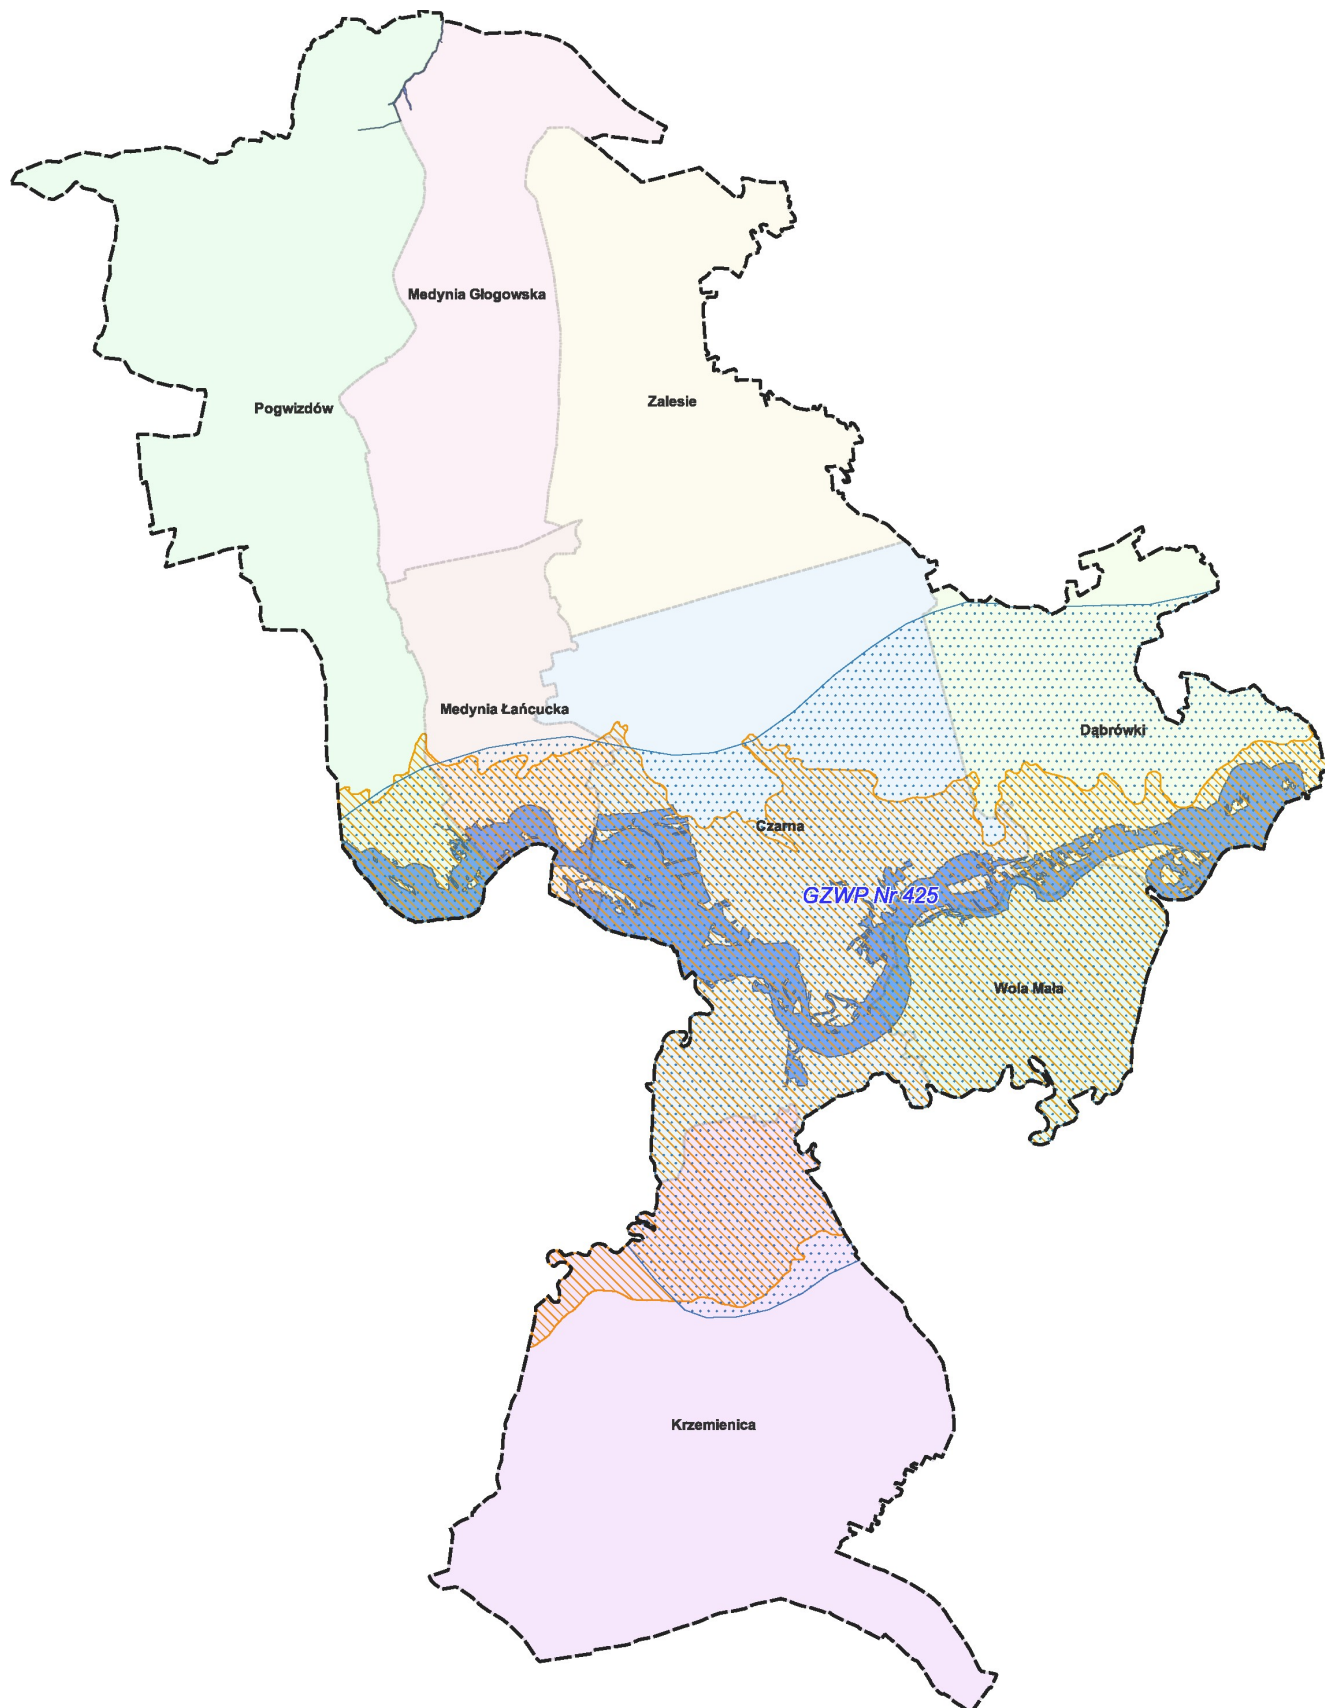 Medynia Głogowska
Zalesie
Pogwizdów
Medynia Łańcucka
Dąbrówki
Czarna
GZWP Nr 425
Wola Mała
Krzemienica